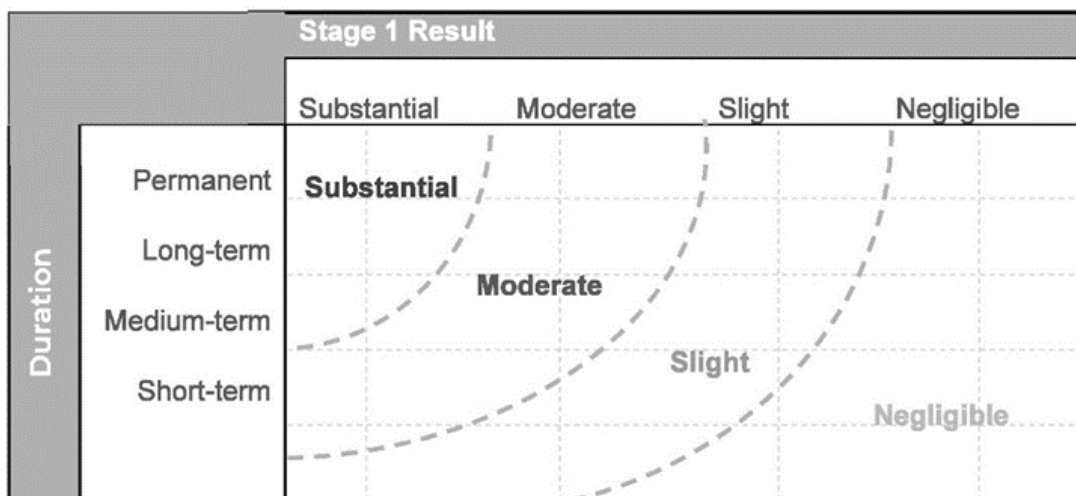 Stage 1 Result
Substantial Moderate Slight Negligible
Duration
Permanent
Substantial
Long-term
Moderate
Medium-term
Slight
Short-term
Negligible